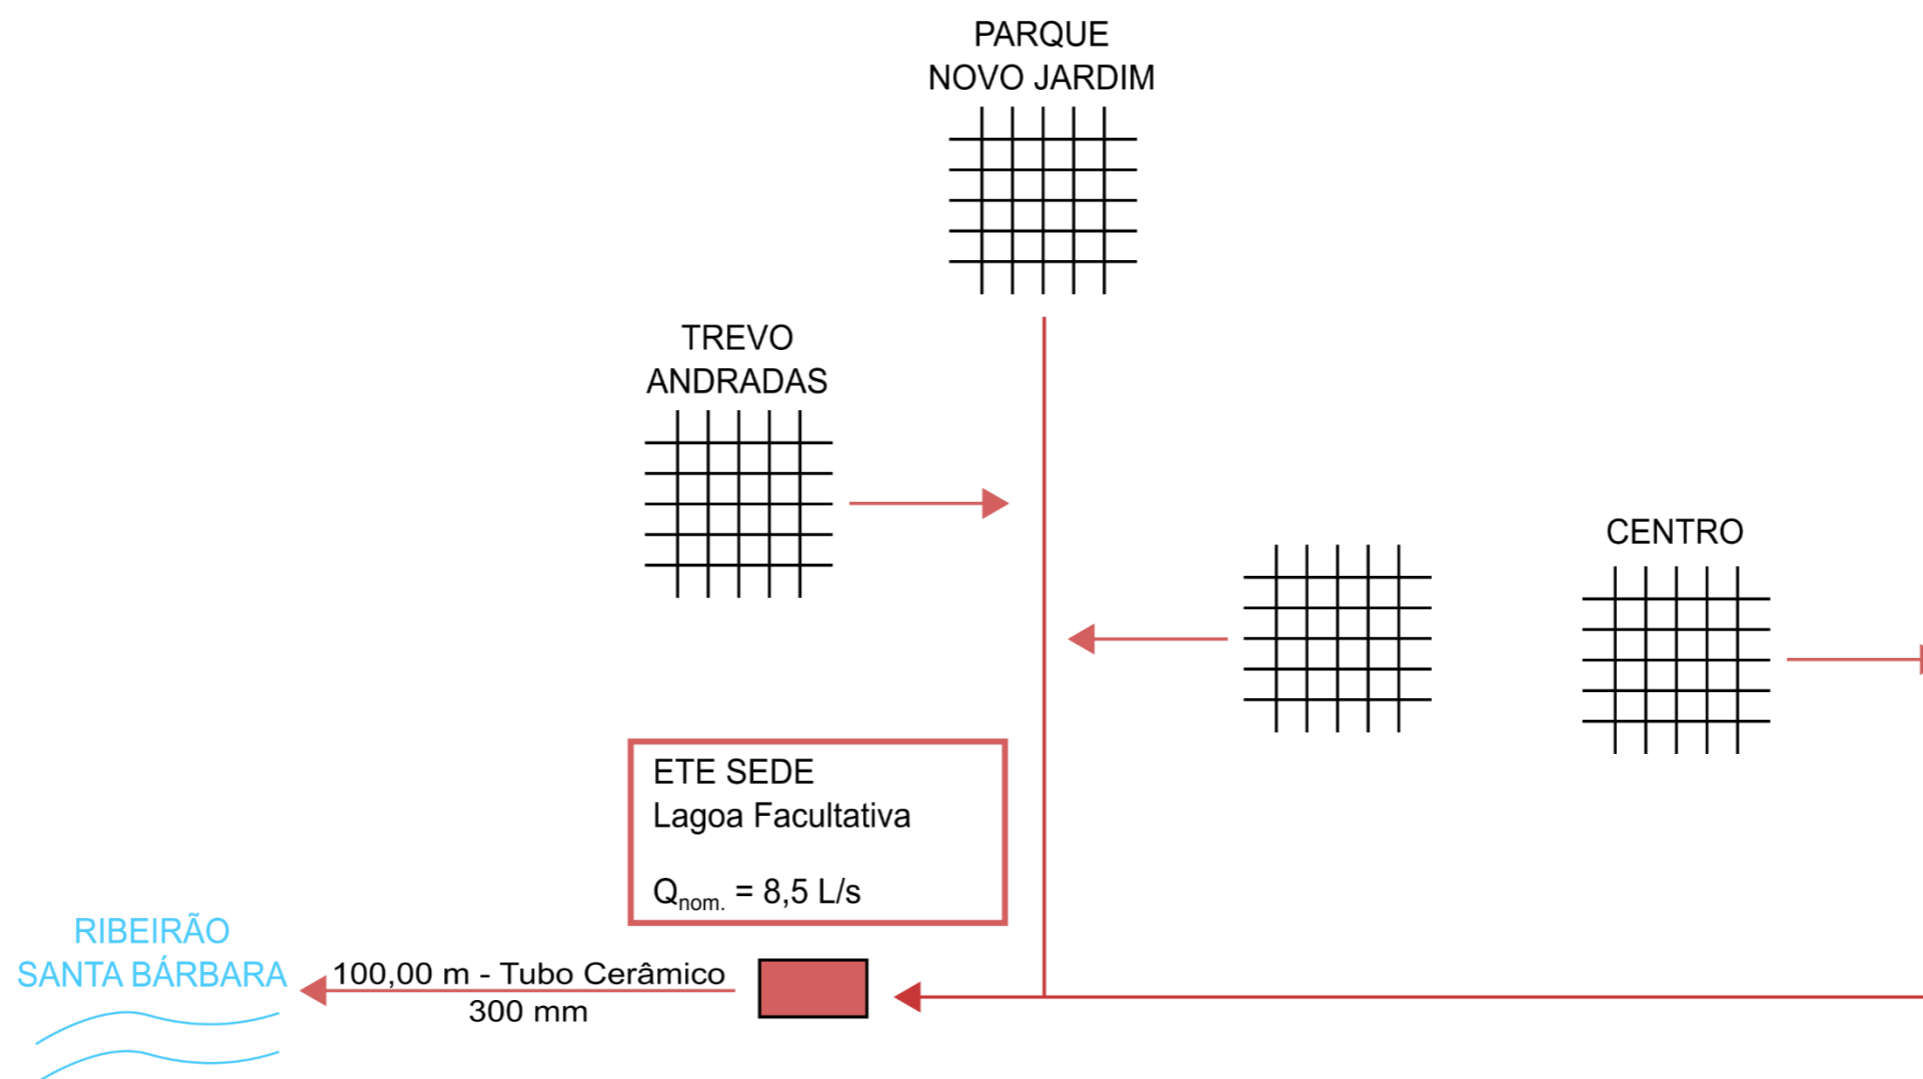 PARQUE
NOVO JARDIM
TREVO
ANDRADAS
CENTRO
ETE SEDE
Lagoa Facultativa
Qnom. = 8,5 L/s
RIBEIRÃO
SANTA BÁRBARA
100,00 m - Tubo Cerâmico
300 mm